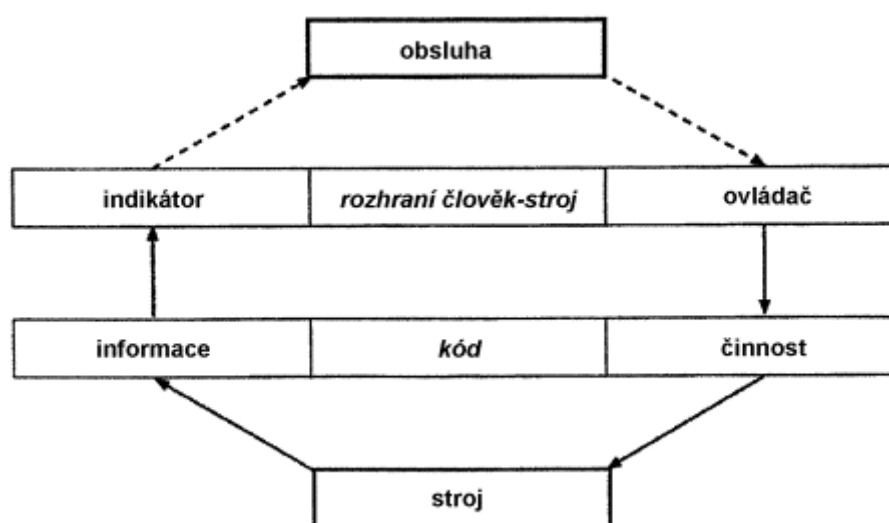 obsluha
indikátor rozhraní člověk-stroj ovládač
informace kód činnost
stroj